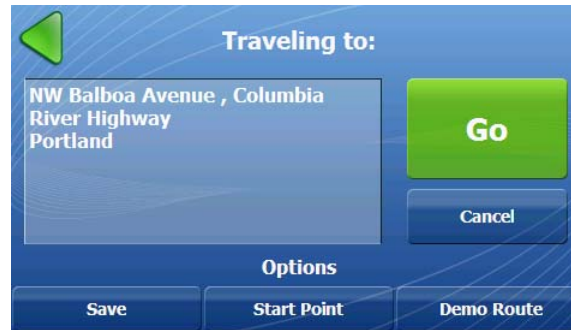 Traveling to:
NW Balboa Avenue , Columbia
River Highway
Portland
Go
Cancel
Options
Save
Start Point
Demo Route